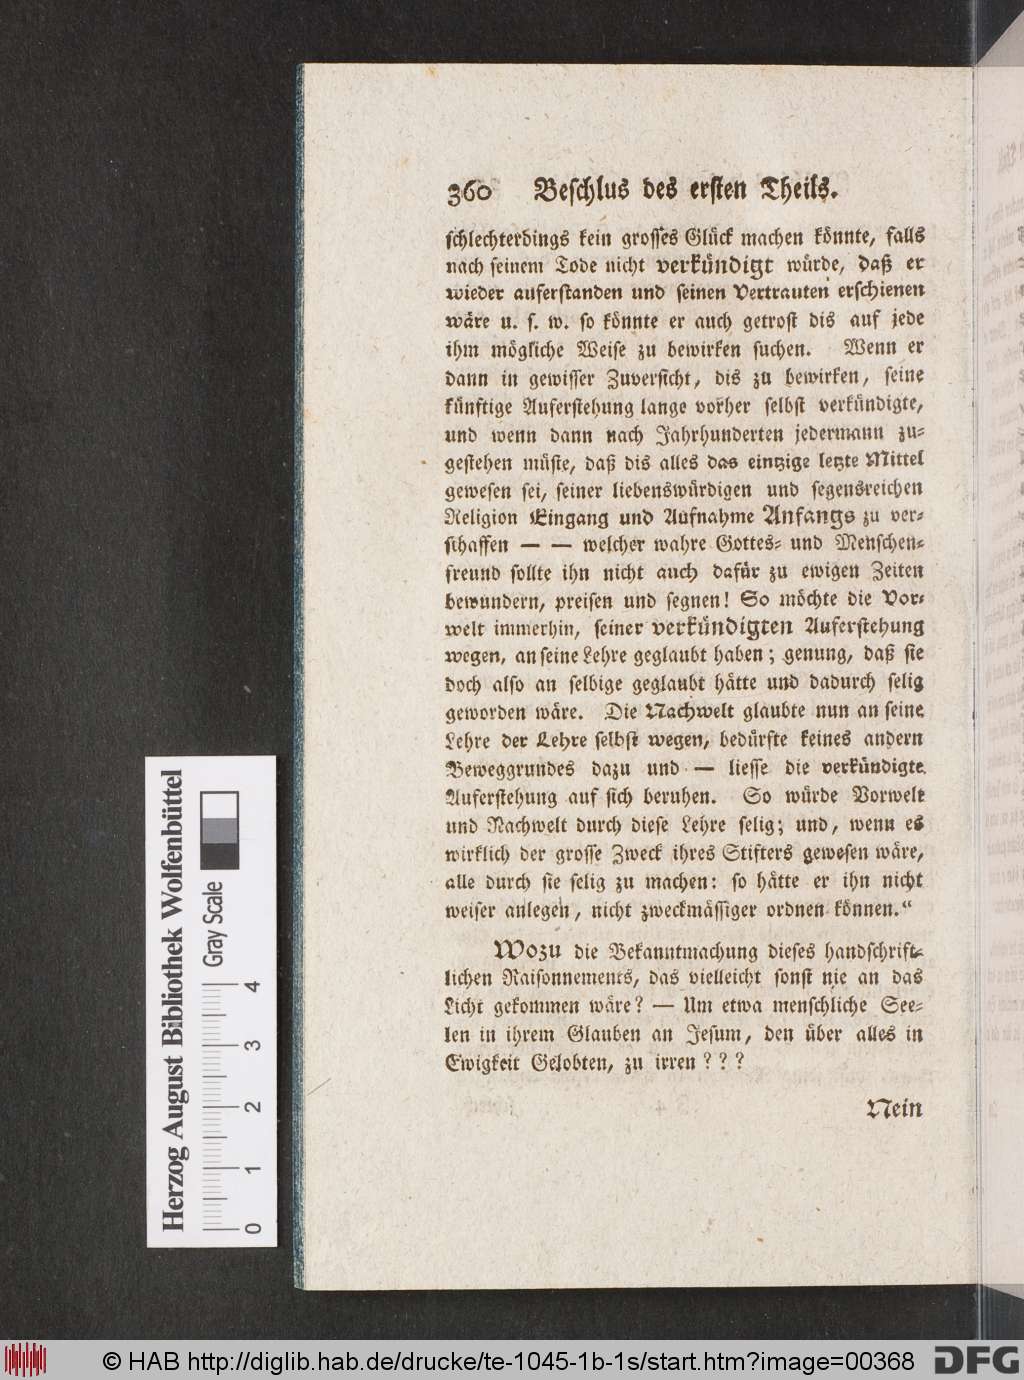 360 Beschlus des ersten Theils.
schlechterdings kein grosses Glück machen könnte, falls
nach seinem Tode nicht verkündigt würde, daß er
wieder auferstanden und seinen Vertrauten erschienen
wäre u. s. w. so könnte er auch getrost dis auf jede
ihm mögliche Weise zu bewirken suchen. Wenn er
dann in gewisser Zuversicht, dis zu bewirken, seine
künftige Auferstehung lange vorher selbst verkündigte,
und wenn dann nach Jahrhunderten jedermann zu-
gestehen müste, daß dis alles das eintzige letzte Mittel
gewesen sei, seiner liebenswürdigen und segensreichen
Religion Eingang und Aufnahme Anfangs zu ver-
schaffen — — welcher wahre Gottes- und Menschen-
freund sollte ihn nicht auch dafür zu ewigen Zeiten
bewundern, preisen und segnen! So möchte die Vor-
welt immerhin, seiner verkündigten Auferstehung
wegen, an seine Lehre geglaubt haben; genung, daß sie
doch also an selbige geglaubt hätte und dadurch selig
geworden wäre. Die Nachwelt glaubte nun an seine
Lehre der Lehre selbst wegen, bedürfte keines andern
Beweggrundes dazu und — liesse die verkündigte
Auferstehung auf sich beruhen. So würde Vorwelt
und Nachwelt durch diese Lehre selig; und, wenn es
wirklich der grosse Zweck ihres Stifters gewesen wäre,
alle durch sie selig zu machen: so hätte er ihn nicht
weiser anlegen, nicht zweckmässiger ordnen können.“
Wozu die Bekanntmachung dieses handschrift-
lichen Raisonnements, das vielleicht sonst nie an das
Licht gekommen wäre? — Um etwa menschliche See-
len in ihrem Glauben an Jesum, den über alles in
Ewigkeit Gelobten, zu irren? ? ?
Nein
Herzog August Bibliothek Wolfenbüttel
Gray Scale
0 1 2 3 4
© HAB http://diglib.hab.de/drucke/te-1045-1b-1s/start.htm?image=00368
DFG